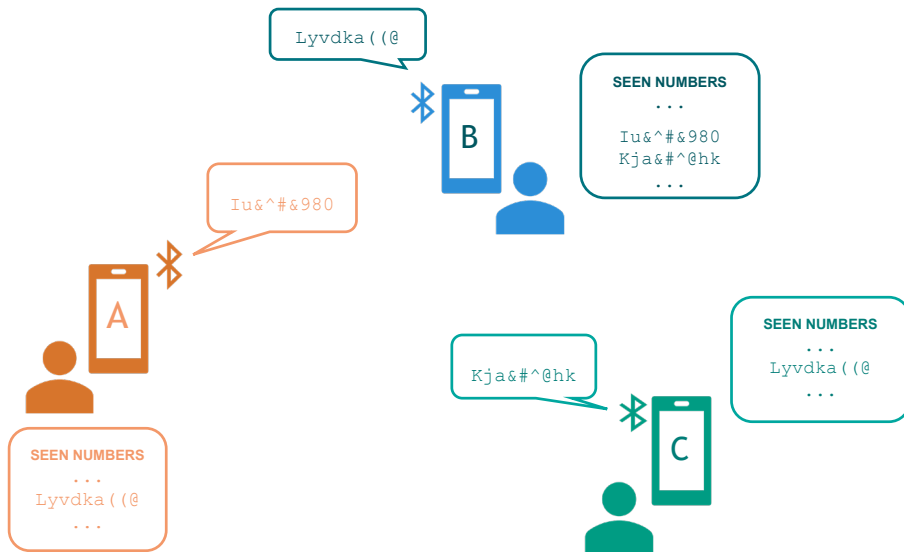 Lyvdka((@
B
SEEN NUMBERS
...
Iu&^#&980
Kja&#^@hk
...
Iu&^#&980
A
SEEN NUMBERS
...
Lyvdka((@
...
Kja&#^@hk
C
SEEN NUMBERS
...
Lyvdka((@
...